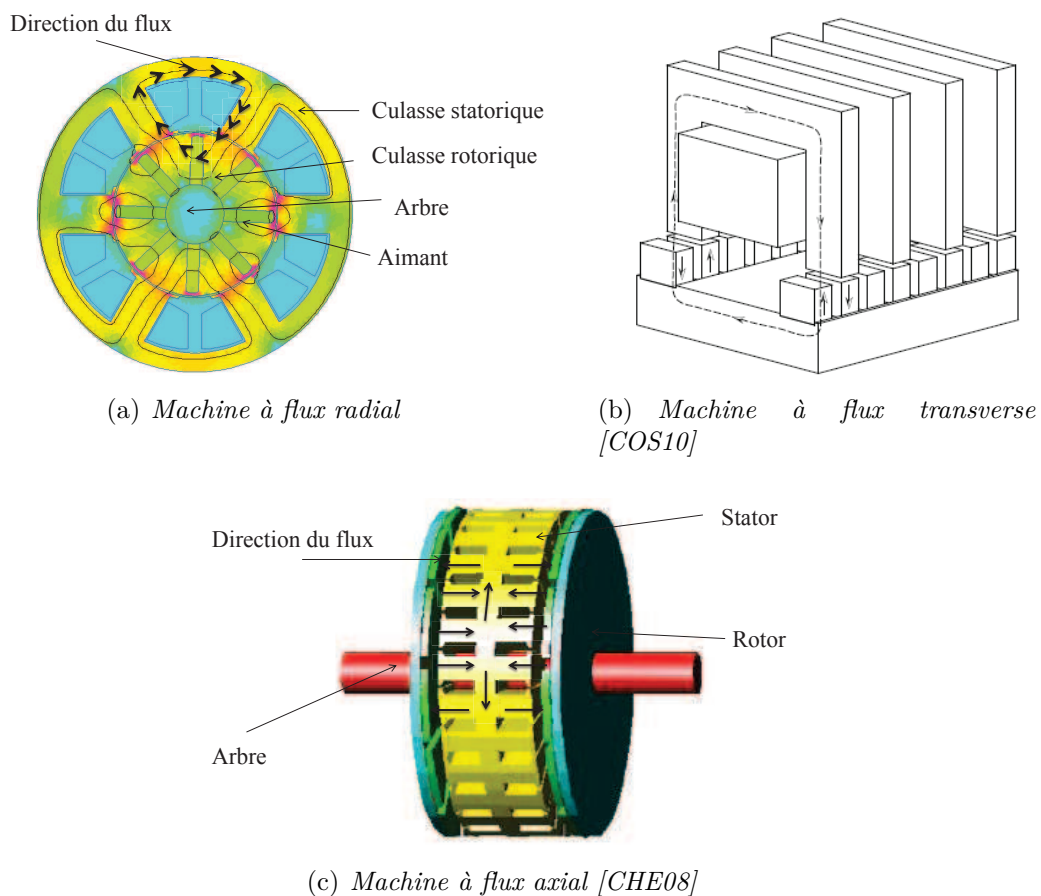 Direction du flux
Culasse statorique
Culasse rotorique
Arbre
Aimant
(a) Machine à flux radial
(b) Machine à flux transverse
[COS10]
Direction du flux
Stator
Rotor
Arbre
(c) Machine à flux axial [CHE08]